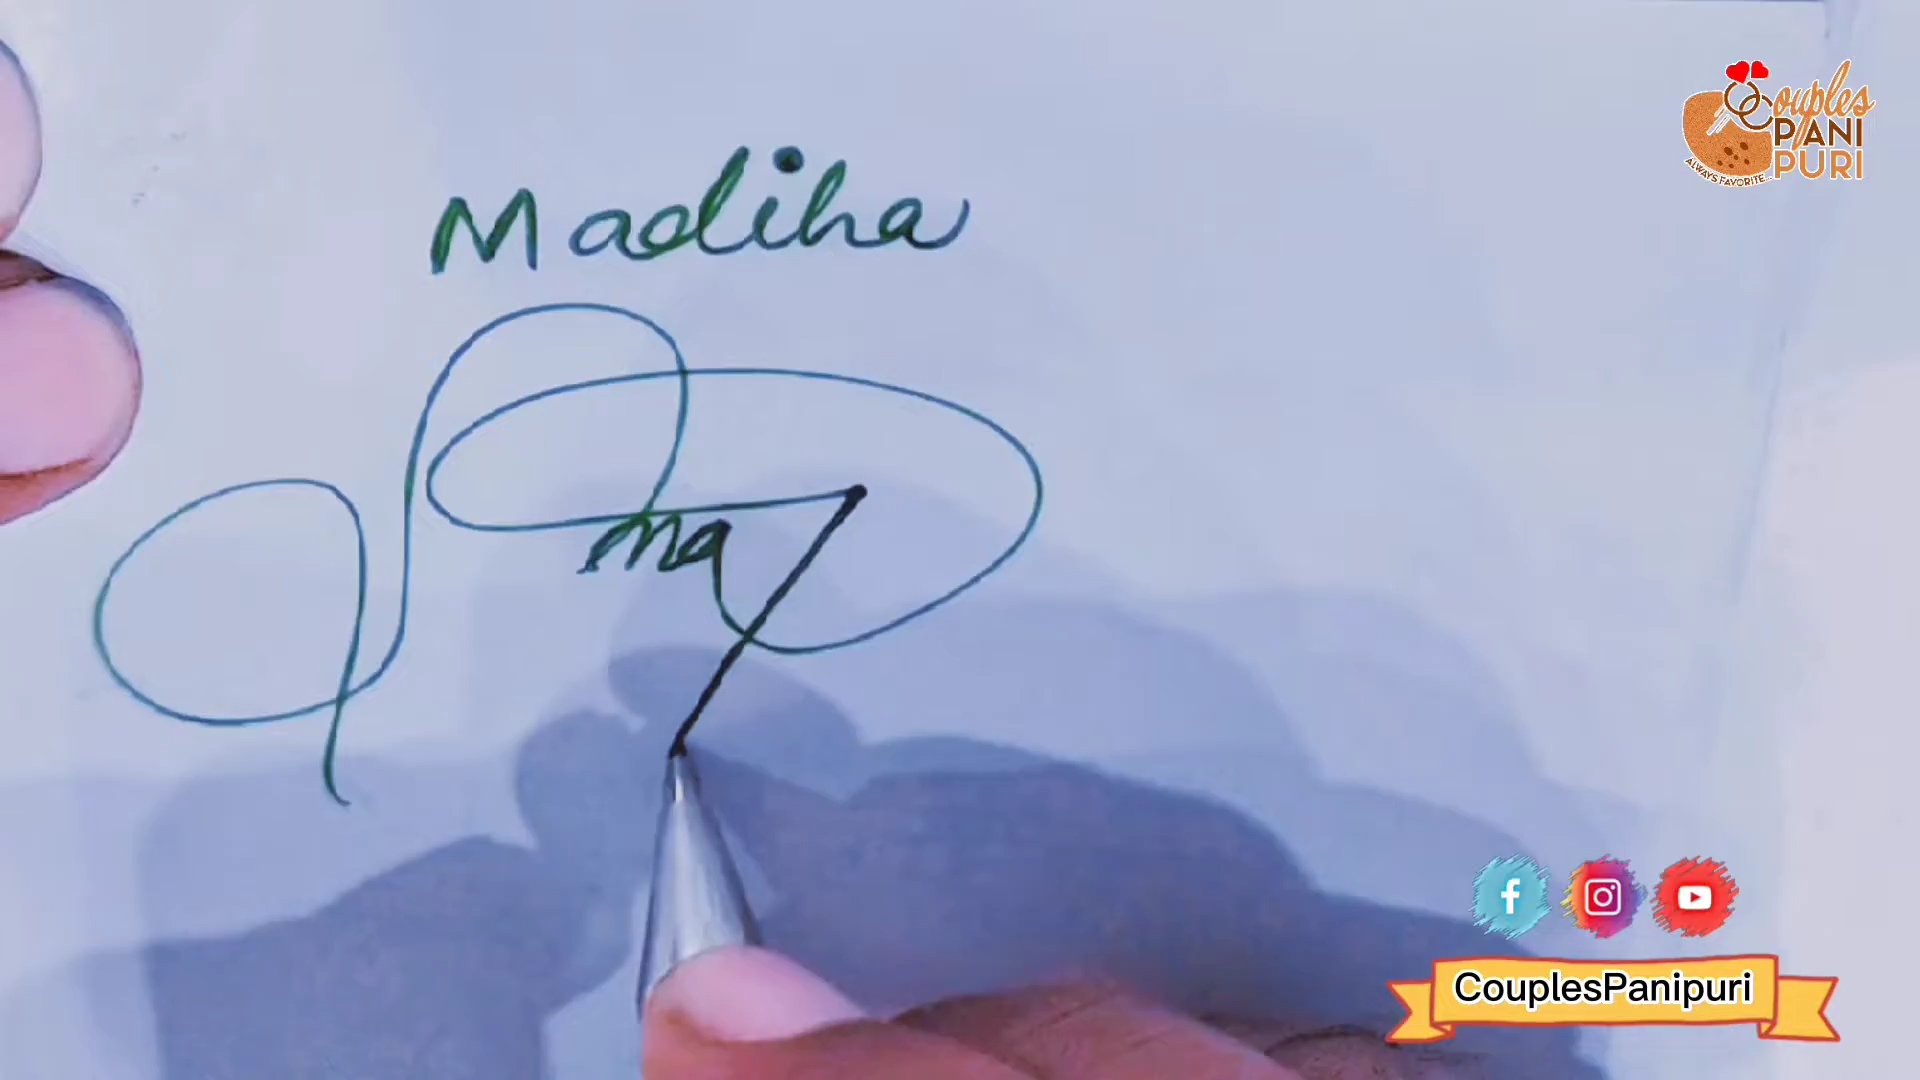 Madiha
ma
Couples
PANI
PURI
ALWAYS FAVORITE...
CouplesPanipuri